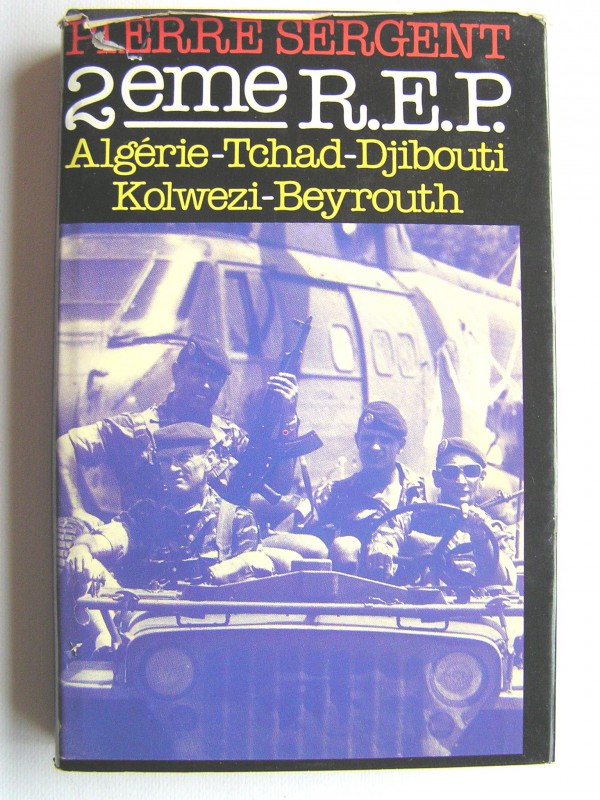 PIERRE SERGENT
2ème R.E.P.
Algérie-Tchad-Djibouti
Kolwezi-Beyrouth